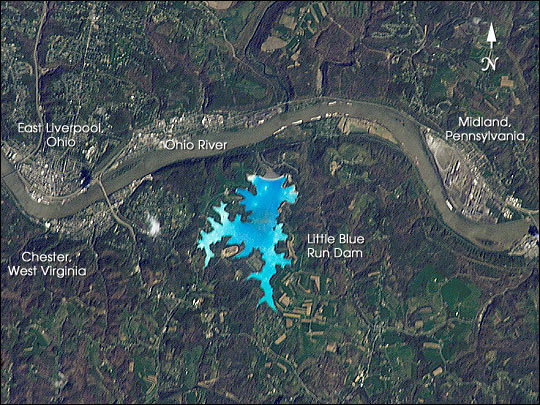 N
East Liverpool,
Ohio
Ohio River
Midland,
Pennsylvania
Chester,
West Virginia
Little Blue
Run Dam